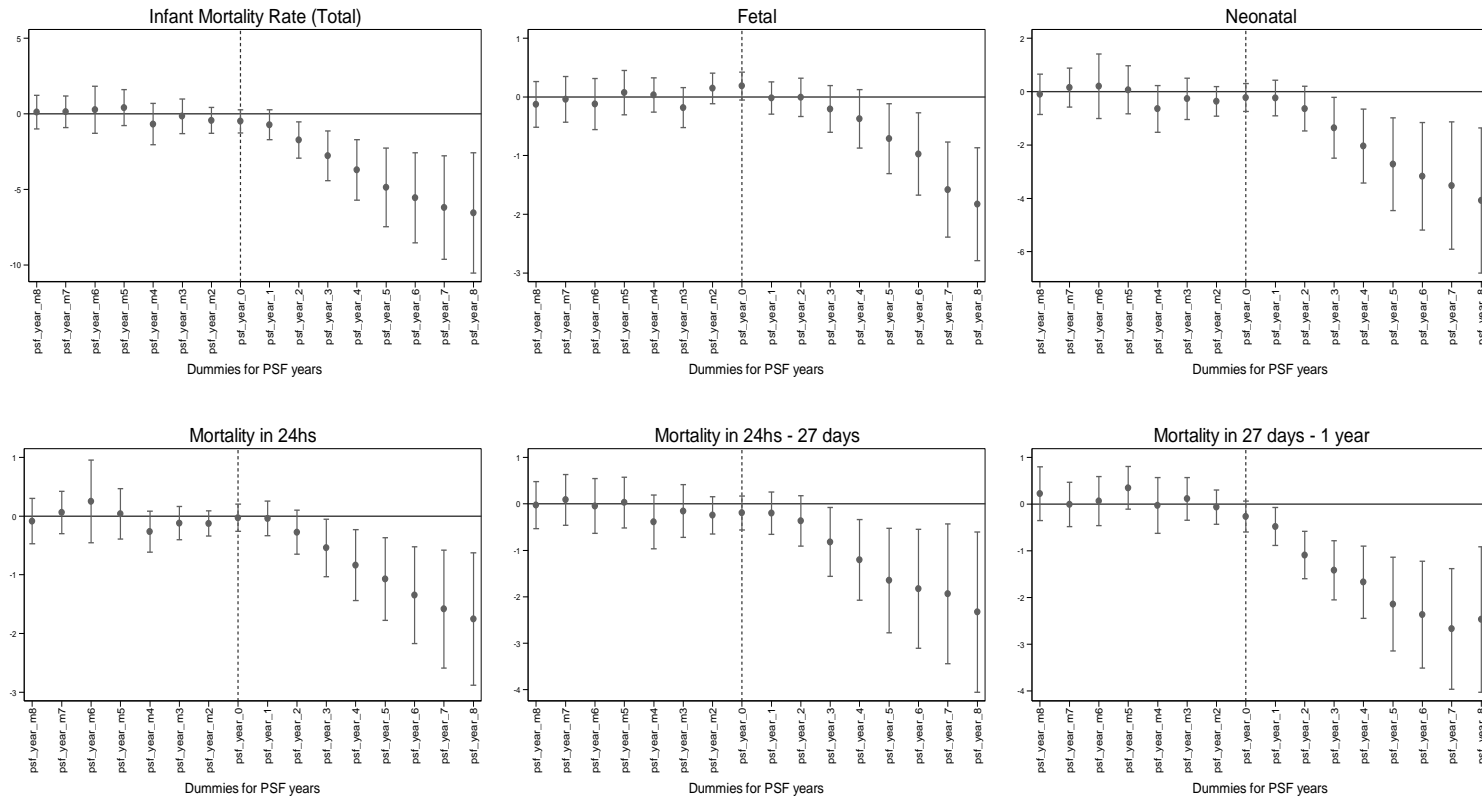 Infant Mortality Rate (Total)
5
0
-5
-10
psf_year_m8
psf_year_m7
psf_year_m6
psf_year_m5
psf_year_m4
psf_year_m3
psf_year_m2
psf_year_0
psf_year_1
psf_year_2
psf_year_3
psf_year_4
psf_year_5
psf_year_6
psf_year_7
psf_year_8
Dummies for PSF years
Fetal
1
0
-1
-2
-3
psf_year_m8
psf_year_m7
psf_year_m6
psf_year_m5
psf_year_m4
psf_year_m3
psf_year_m2
psf_year_0
psf_year_1
psf_year_2
psf_year_3
psf_year_4
psf_year_5
psf_year_6
psf_year_7
psf_year_8
Dummies for PSF years
Neonatal
2
0
-2
-4
-6
psf_year_m8
psf_year_m7
psf_year_m6
psf_year_m5
psf_year_m4
psf_year_m3
psf_year_m2
psf_year_0
psf_year_1
psf_year_2
psf_year_3
psf_year_4
psf_year_5
psf_year_6
psf_year_7
psf_year_8
Dummies for PSF years
Mortality in 24hs
1
0
-1
-2
-3
psf_year_m8
psf_year_m7
psf_year_m6
psf_year_m5
psf_year_m4
psf_year_m3
psf_year_m2
psf_year_0
psf_year_1
psf_year_2
psf_year_3
psf_year_4
psf_year_5
psf_year_6
psf_year_7
psf_year_8
Dummies for PSF years
Mortality in 24hs - 27 days
1
0
-1
-2
-3
-4
psf_year_m8
psf_year_m7
psf_year_m6
psf_year_m5
psf_year_m4
psf_year_m3
psf_year_m2
psf_year_0
psf_year_1
psf_year_2
psf_year_3
psf_year_4
psf_year_5
psf_year_6
psf_year_7
psf_year_8
Dummies for PSF years
Mortality in 27 days - 1 year
1
0
-1
-2
-3
-4
psf_year_m8
psf_year_m7
psf_year_m6
psf_year_m5
psf_year_m4
psf_year_m3
psf_year_m2
psf_year_0
psf_year_1
psf_year_2
psf_year_3
psf_year_4
psf_year_5
psf_year_6
psf_year_7
psf_year_8
Dummies for PSF years